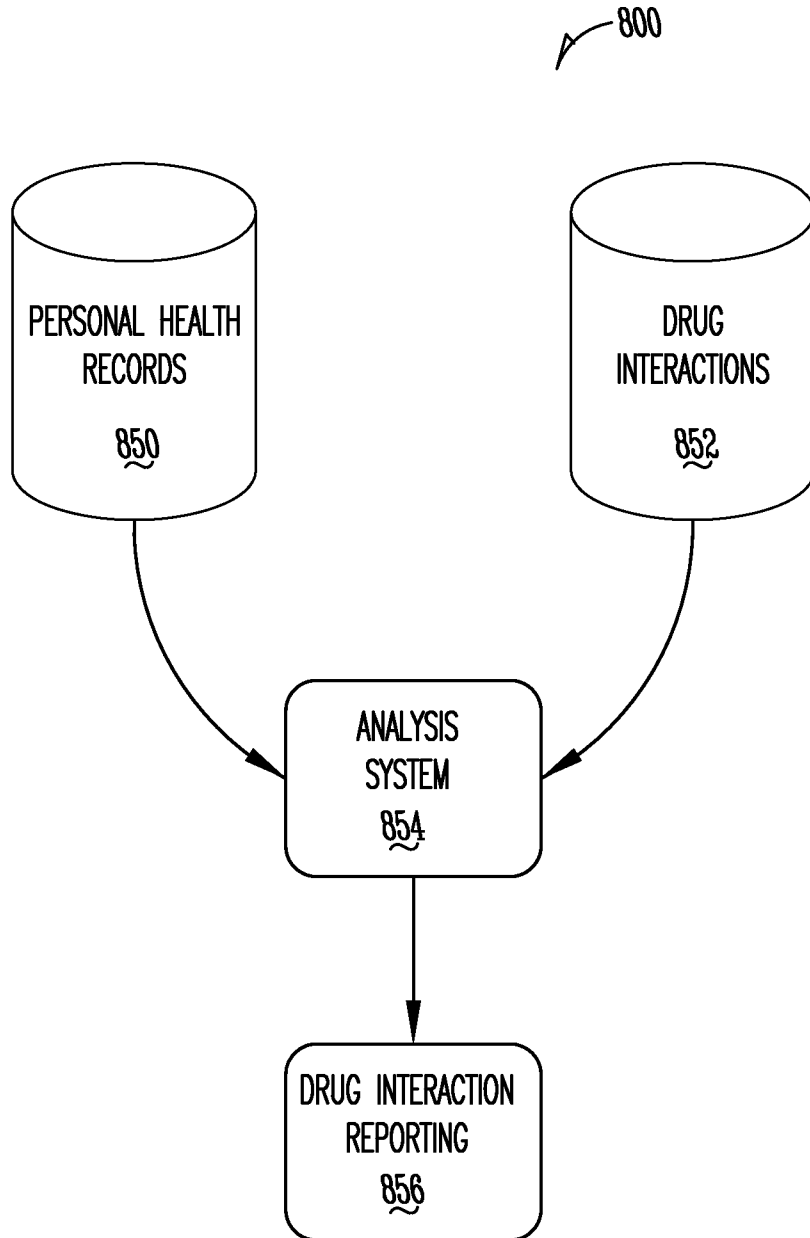 800
PERSONAL HEALTH
RECORDS
850
DRUG
INTERACTIONS
852
ANALYSIS
SYSTEM
854
DRUG INTERACTION
REPORTING
856